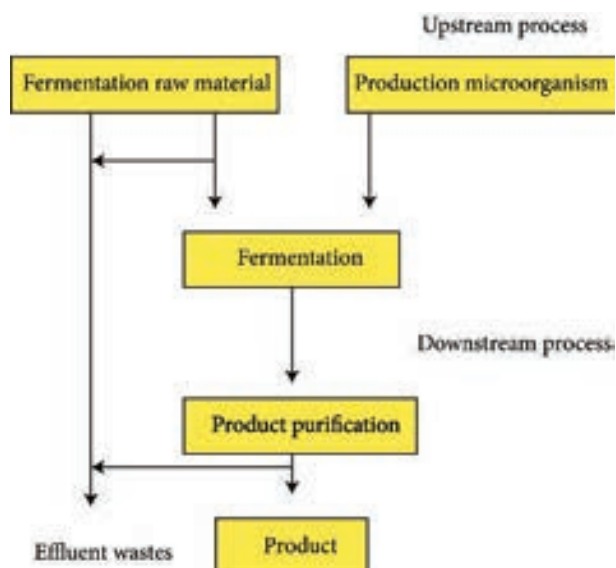 Upstream process
Fermentation raw material
Production microorganism
Fermentation
Downstream process
Product purification
Effluent wastes
Product